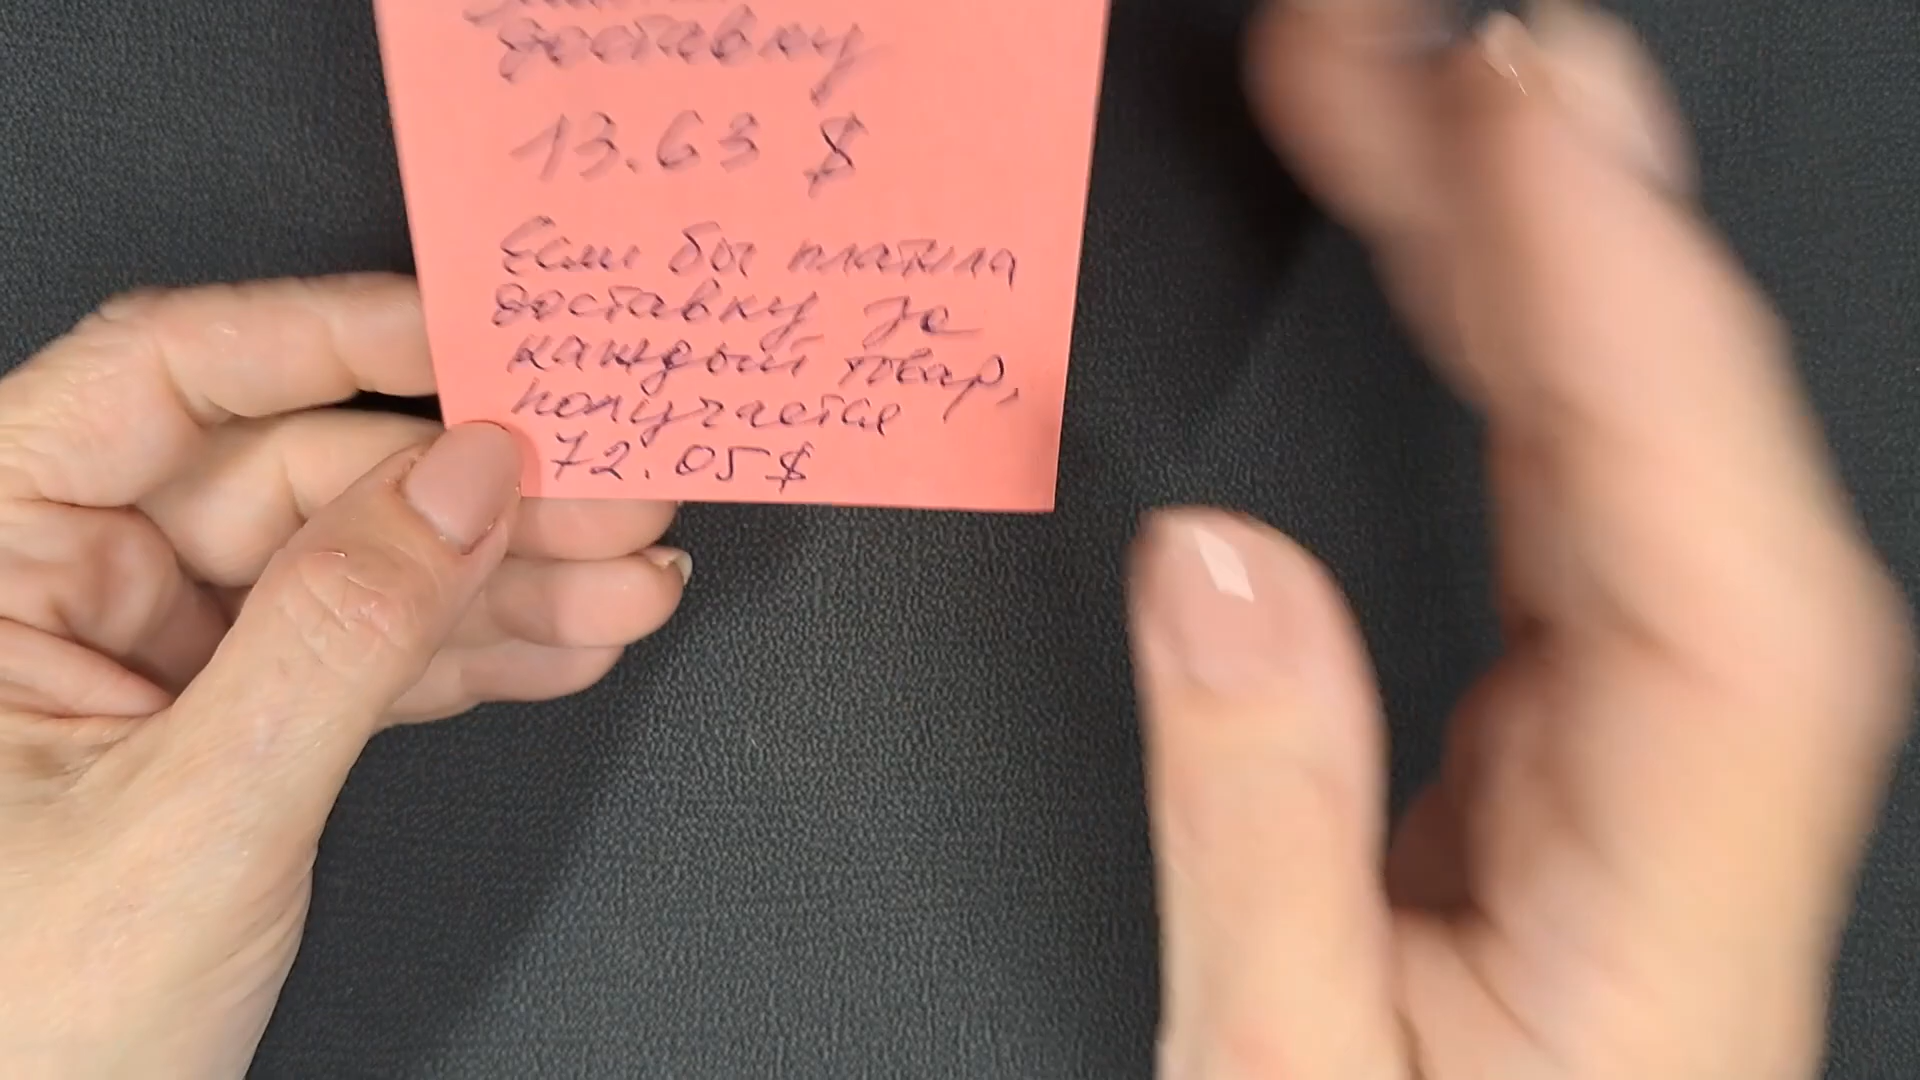 доставку
13.63 $
Если бы платила
доставку за
каждый товар,
получается
72.05$